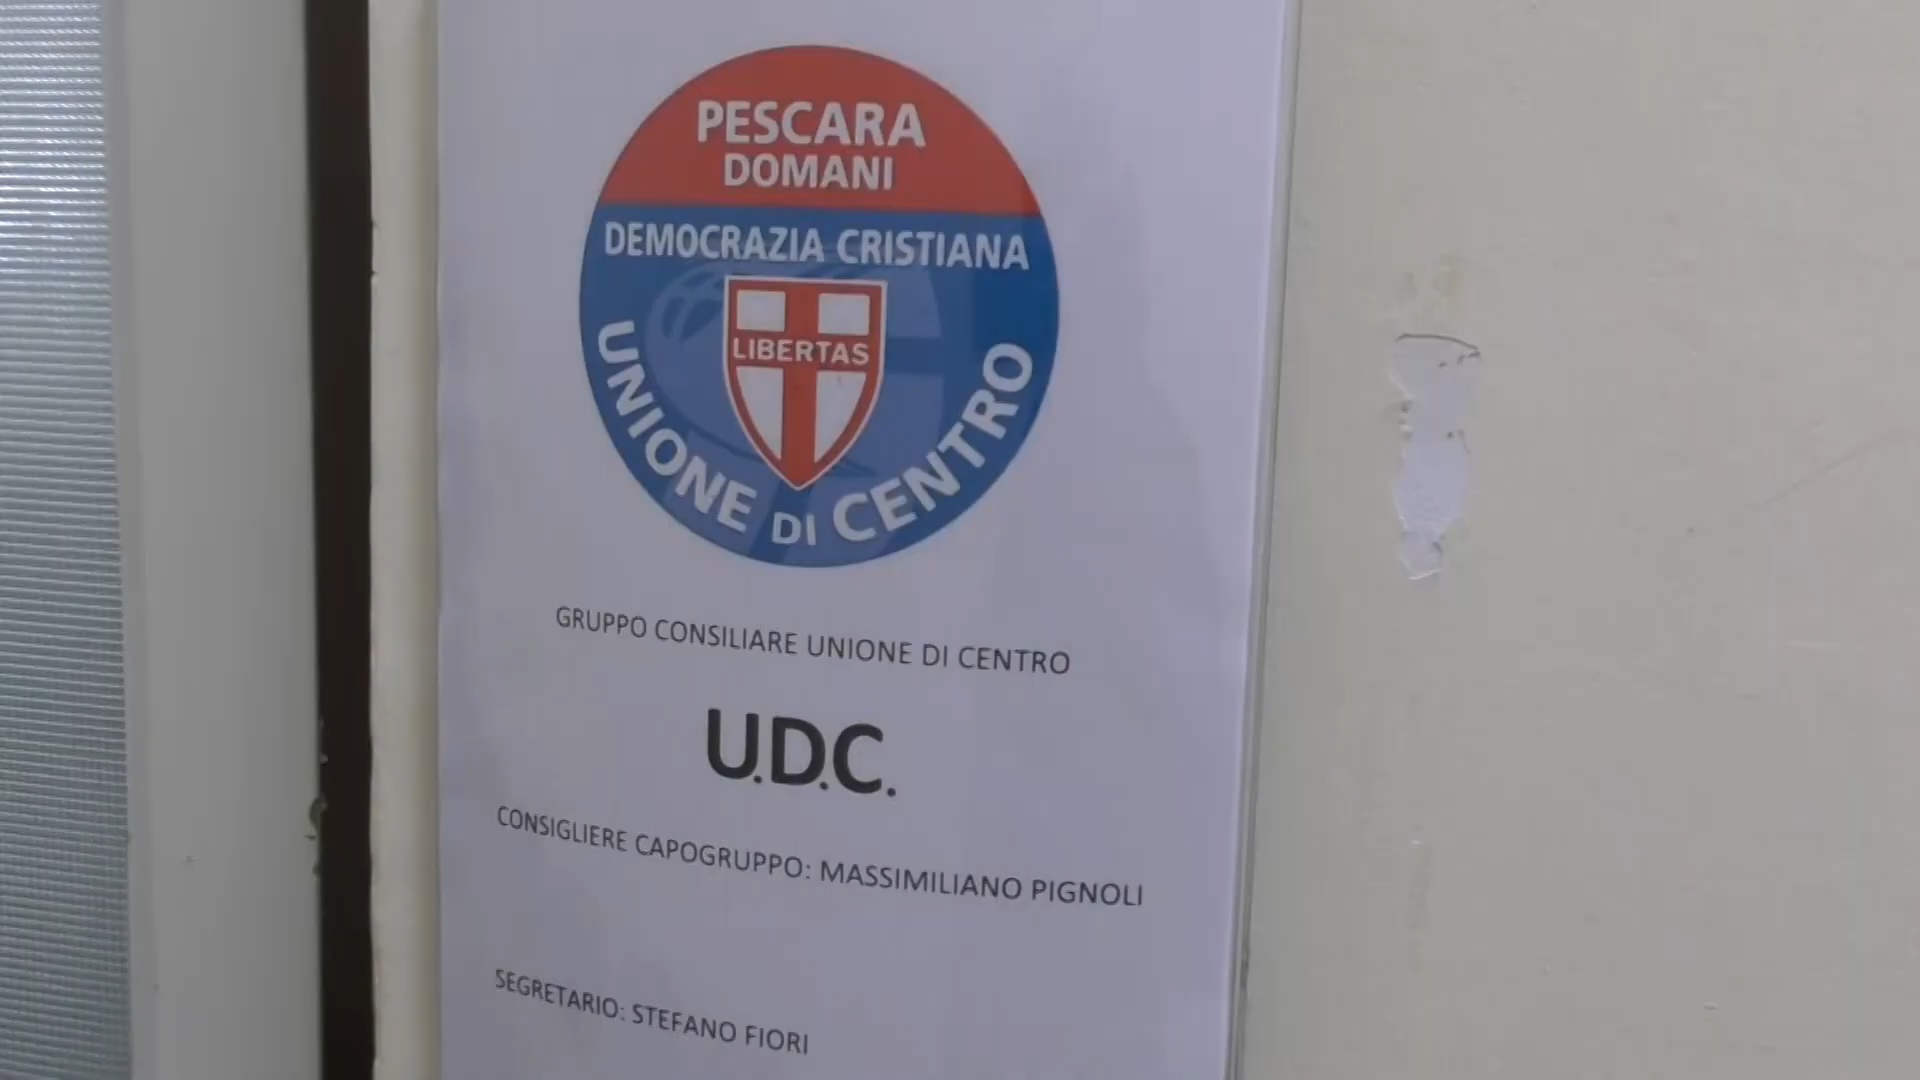 PESCARA
DOMANI
DEMOCRAZIA CRISTIANA
LIBERTAS
UNIONE DI CENTRO
GRUPPO CONSILIARE UNIONE DI CENTRO
U.D.C.
CONSIGLIERE CAPOGRUPPO: MASSIMILIANO PIGNOLI
SEGRETARIO: STEFANO FIORI